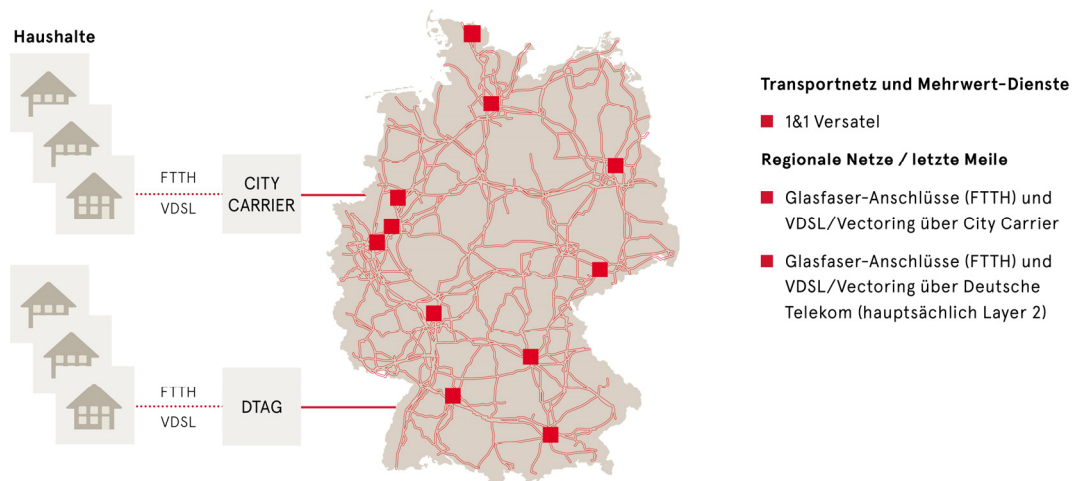 Haushalte
FTTH
VDSL
CITY
CARRIER
FTTH
VDSL
DTAG
Transportnetz und Mehrwert-Dienste
1&1 Versatel
Regionale Netze / letzte Meile
Glasfaser-Anschlüsse (FTTH) und
VDSL/Vectoring über City Carrier
Glasfaser-Anschlüsse (FTTH) und
VDSL/Vectoring über Deutsche
Telekom (hauptsächlich Layer 2)